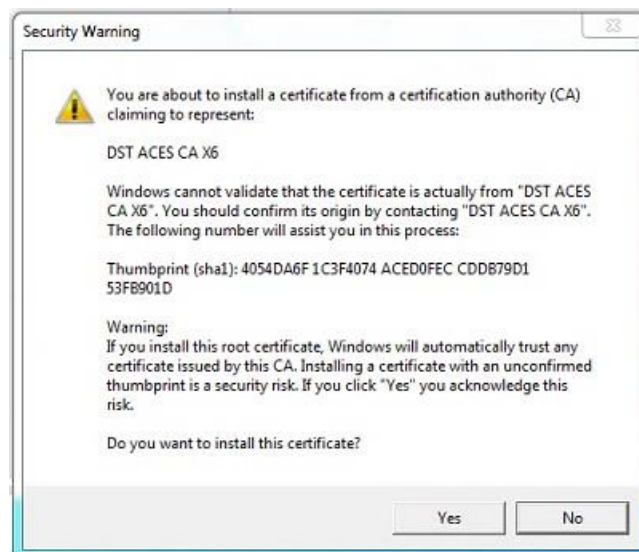 Security Warning
You are about to install a certificate from a certification authority (CA)
claiming to represent:
DST ACES CA X6
Windows cannot validate that the certificate is actually from "DST ACES
CA X6". You should confirm its origin by contacting "DST ACES CA X6".
The following number will assist you in this process:
Thumbprint (sha1): 4054DA6F 1C3F4074 ACED0FEC CDDB79D1
53FB901D
Warning:
If you install this root certificate, Windows will automatically trust any
certificate issued by this CA. Installing a certificate with an unconfirmed
thumbprint is a security risk. If you click "Yes" you acknowledge this
risk.
Do you want to install this certificate?
Yes No